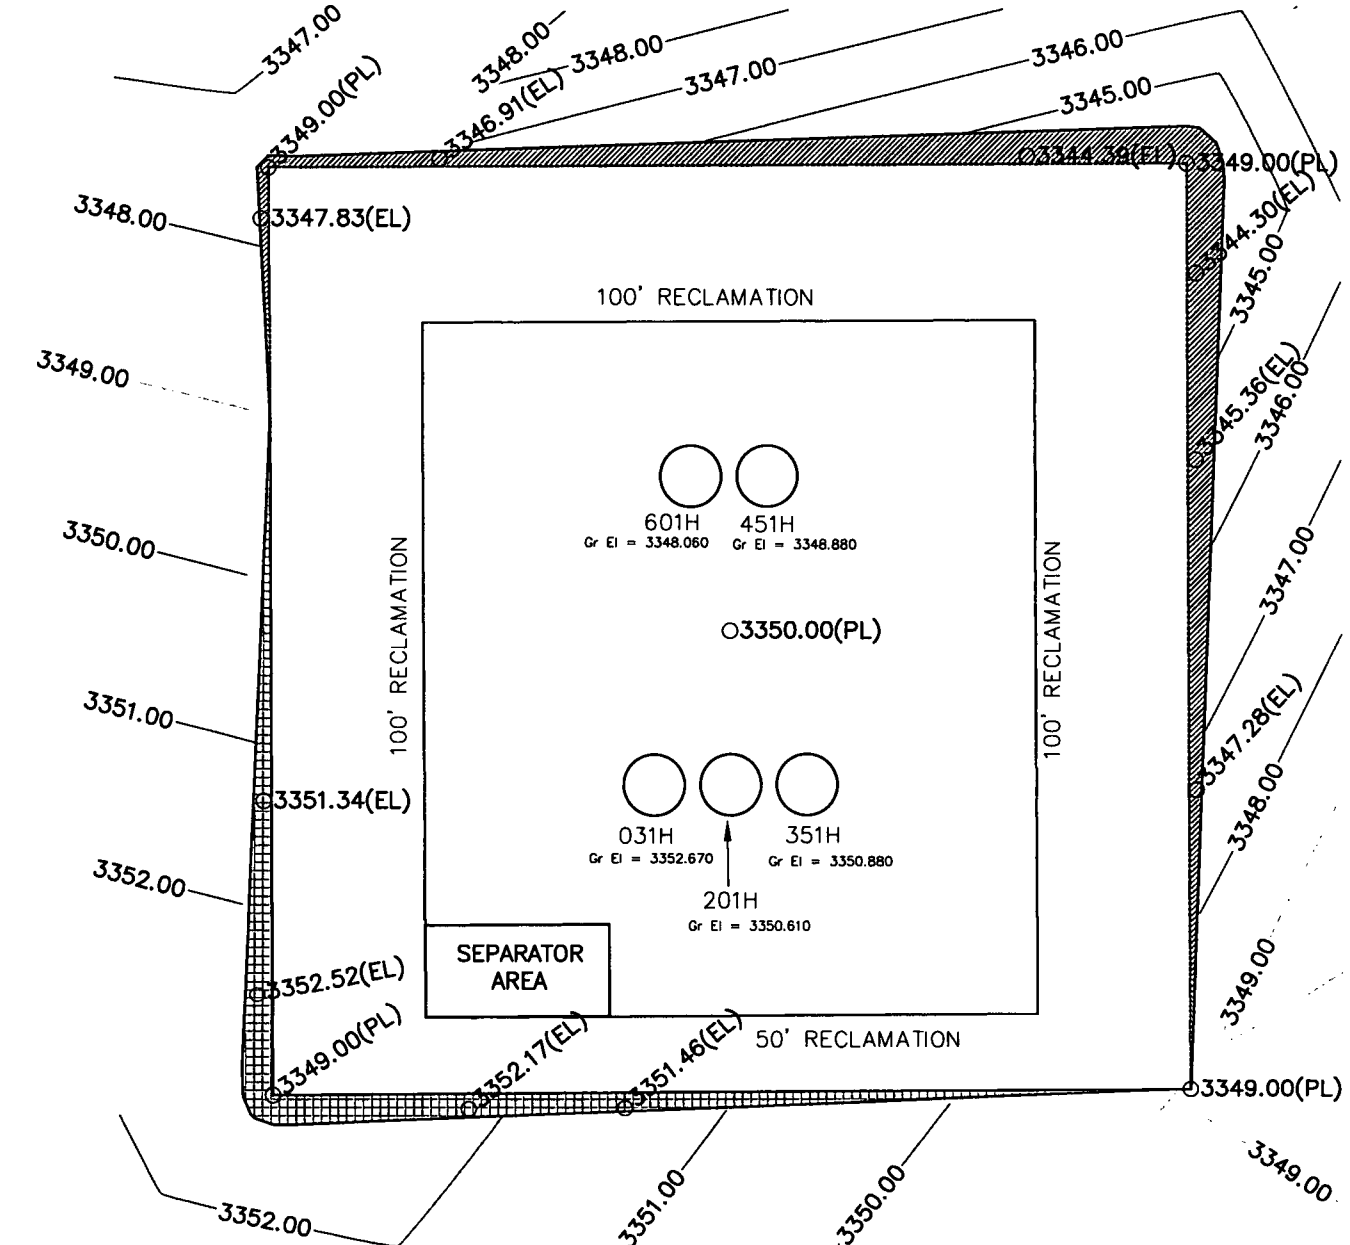 3347.00
3348.00
3348.00
3347.00
3346.00
3345.00
3349.00(PL)
3346.91(EL)
3344.39(EL)
3349.00(PL)
3348.00
3347.83(EL)
3344.30(EL)
3345.00
100' RECLAMATION
3349.00
3345.36(EL)
3346.00
601H
Gr El = 3348.060
451H
Gr El = 3348.880
3350.00
100' RECLAMATION
100' RECLAMATION
3347.00
3350.00(PL)
3351.00
3347.28(EL)
3348.00
3351.34(EL)
031H
Gr El = 3352.670
351H
Gr El = 3350.880
201H
Gr El = 3350.610
3352.00
SEPARATOR
AREA
3352.52(EL)
3349.00
3349.00(PL)
3352.17(EL)
3351.46(EL)
50' RECLAMATION
3349.00(PL)
3352.00
3351.00
3350.00
3349.00